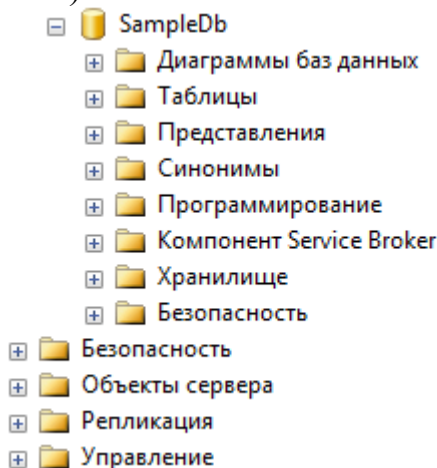 SampleDb
Диаграммы баз данных
Таблицы
Представления
Синонимы
Программирование
Компонент Service Broker
Хранилище
Безопасность
Безопасность
Объекты сервера
Репликация
Управление